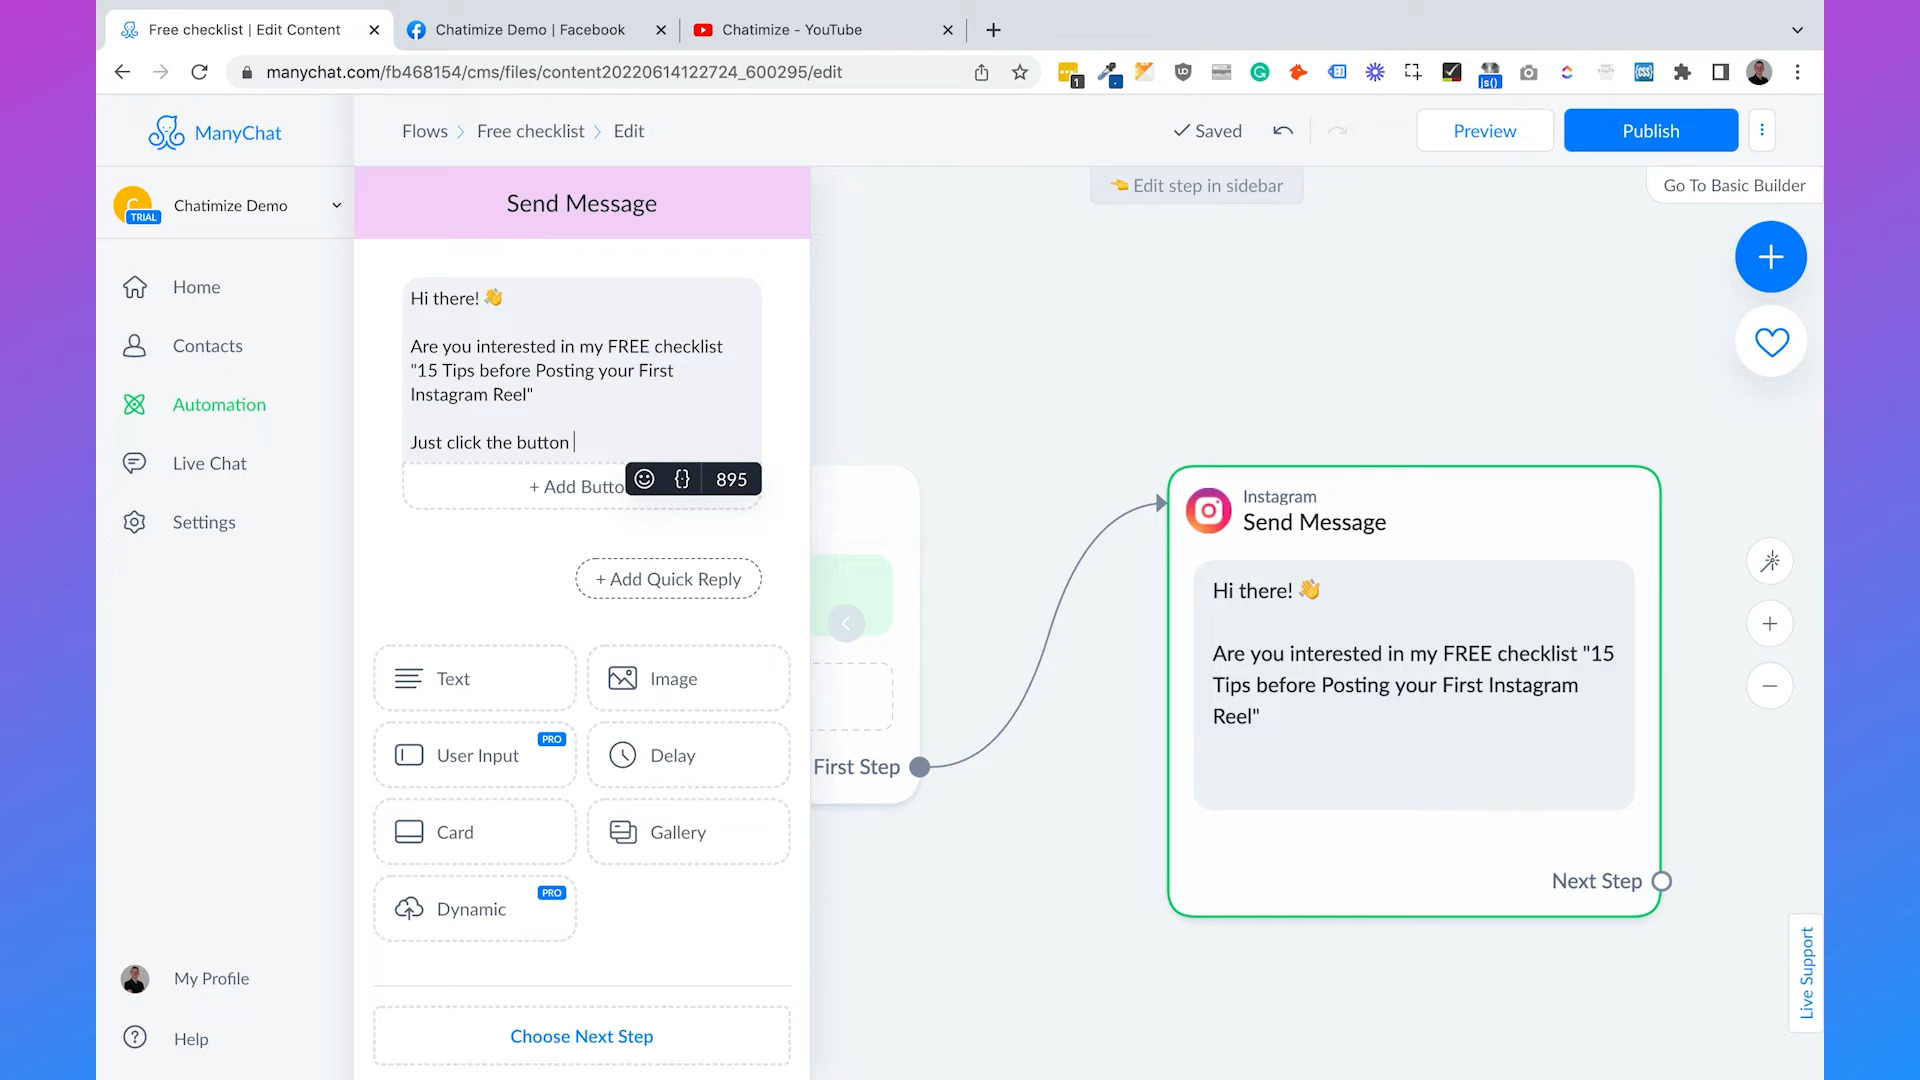 Free checklist | Edit Content
Chatimize Demo | Facebook
Chatimize - YouTube
manychat.com/fb468154/cms/files/content20220614122724_600295/edit
1
js()
CSS
ManyChat
Flows > Free checklist > Edit
Saved
Preview
Publish
C
TRIAL
Chatimize Demo
Send Message
👈 Edit step in sidebar
Go To Basic Builder
Home
Contacts
Automation
Live Chat
Settings
My Profile
Help
Hi there! 👋
Are you interested in my FREE checklist
"15 Tips before Posting your First
Instagram Reel"
Just click the button
+ Add Butto
895
+ Add Quick Reply
Text
Image
User Input
PRO
Delay
Card
Gallery
Dynamic
PRO
Choose Next Step
First Step
Instagram
Send Message
Hi there! 👋
Are you interested in my FREE checklist "15
Tips before Posting your First Instagram
Reel"
Next Step
Live Support